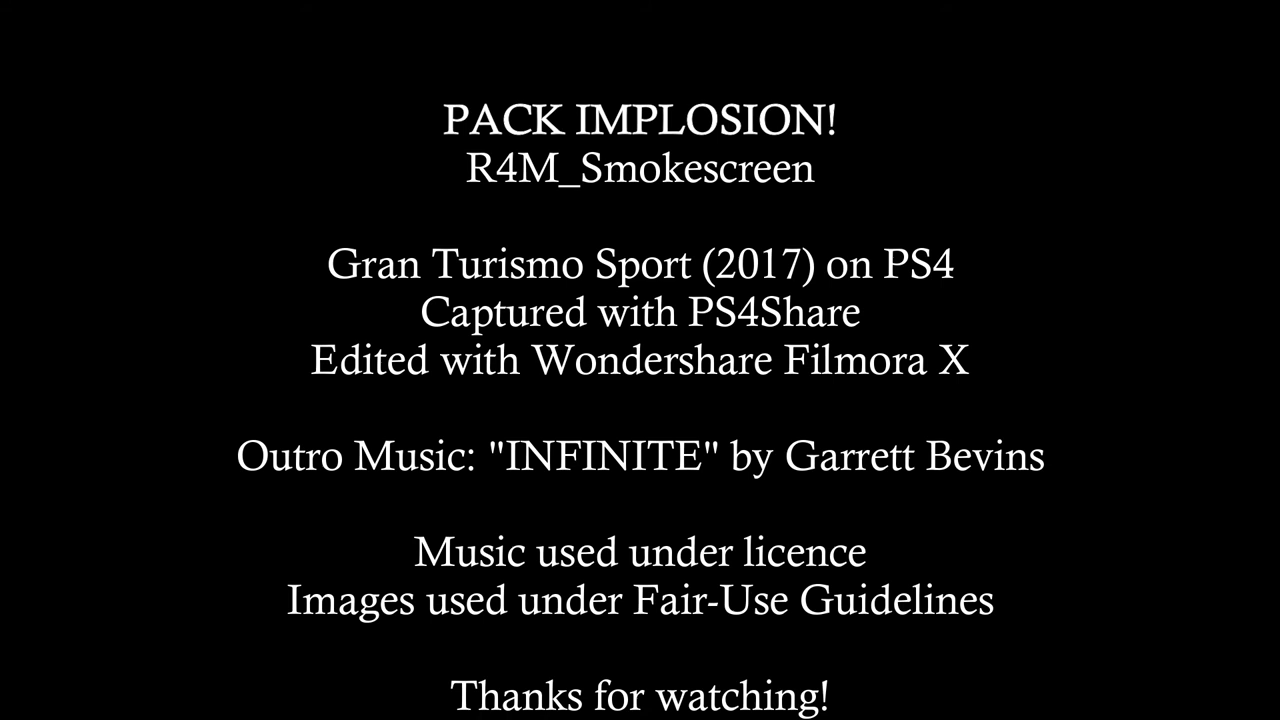 PACK IMPLOSION!
R4M_Smokescreen
Gran Turismo Sport (2017) on PS4
Captured with PS4Share
Edited with Wondershare Filmora X
Outro Music: "INFINITE" by Garrett Bevins
Music used under licence
Images used under Fair-Use Guidelines
Thanks for watching!